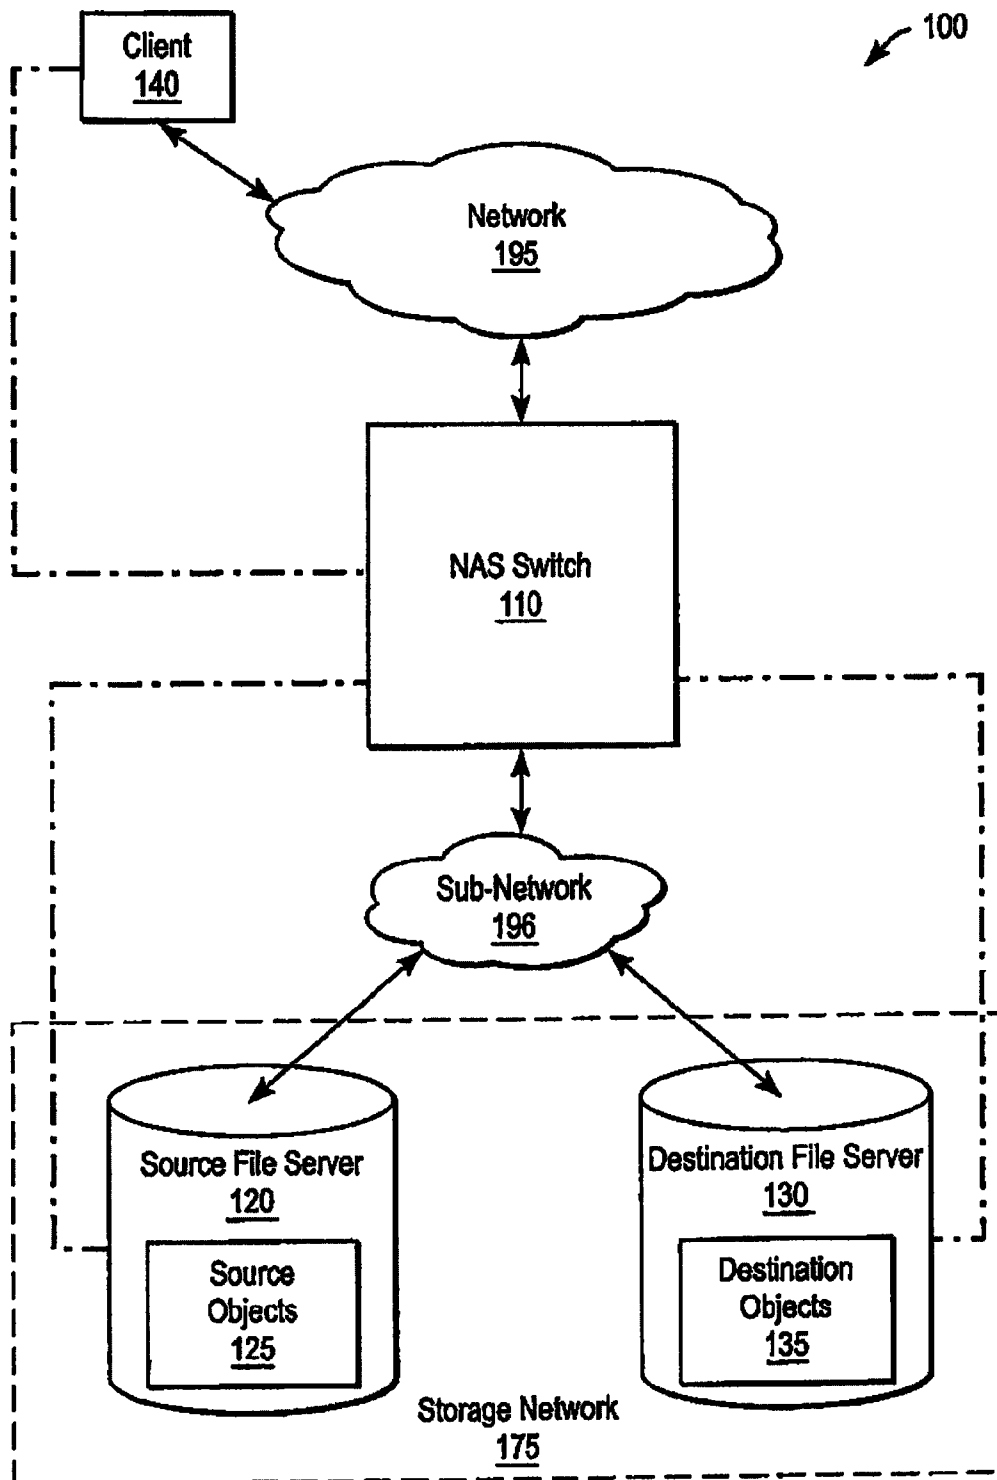 100
Client
140
Network
195
NAS Switch
110
Sub-Network
196
Source File Server
120
Source
Objects
125
Destination File Server
130
Destination
Objects
135
Storage Network
175